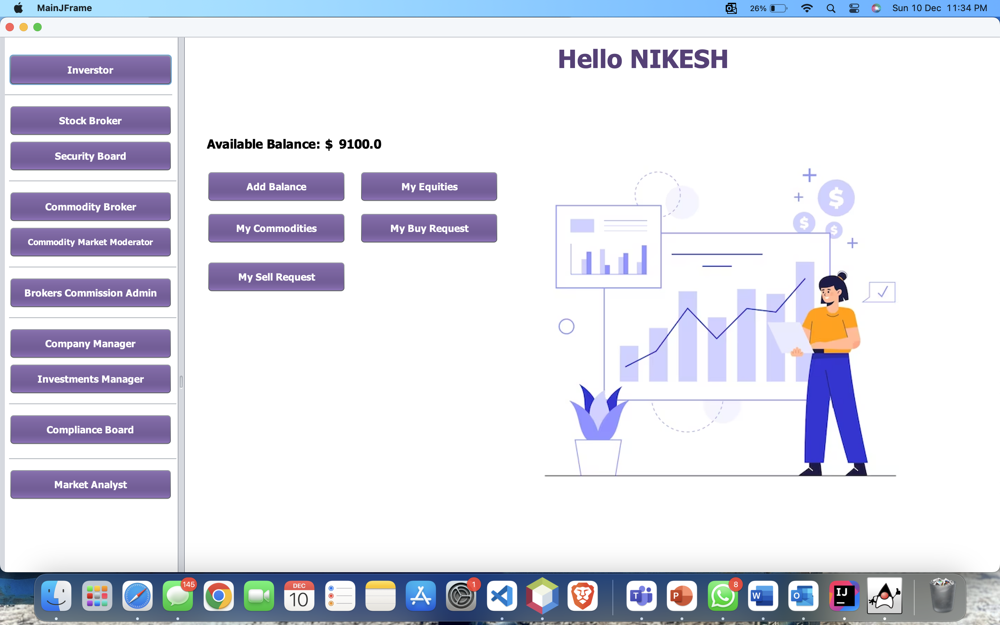 MainJFrame
26%
Sun 10 Dec 11:34 PM
Inverstor
Stock Broker
Security Board
Commodity Broker
Commodity Market Moderator
Brokers Commission Admin
Company Manager
Investments Manager
Compliance Board
Market Analyst
Hello NIKESH
Available Balance: $ 9100.0
Add Balance
My Equities
My Commodities
My Buy Request
My Sell Request
$
$
$
145
DEC
10
1
T
P
8
W
O
IJ